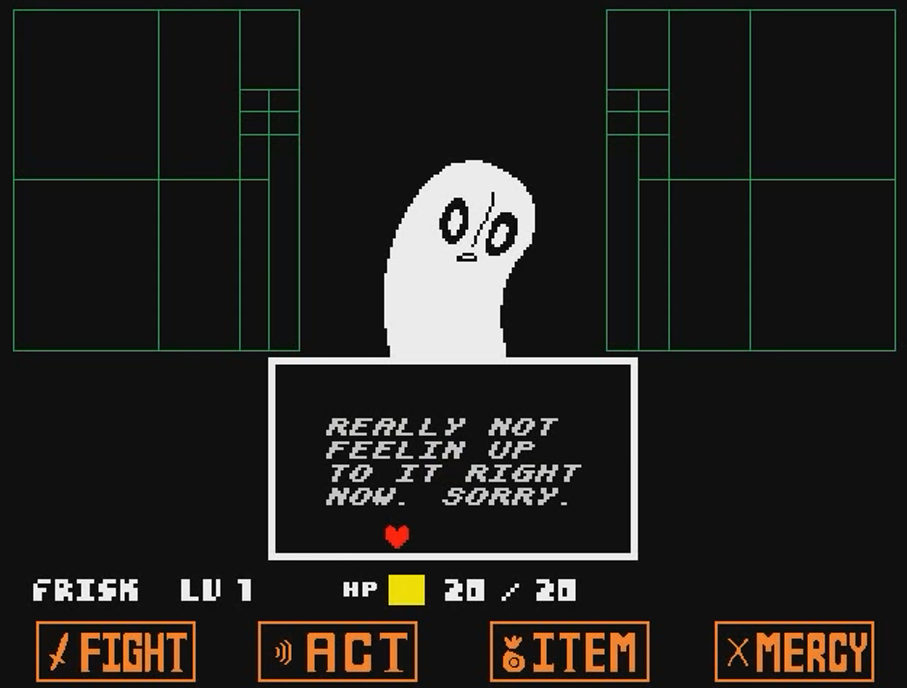 REALLY NOT
FEELIN UP
TO IT RIGHT
NOW. SORRY.
FRISK LV 1 HP 20 / 20
FIGHT ACT ITEM MERCY